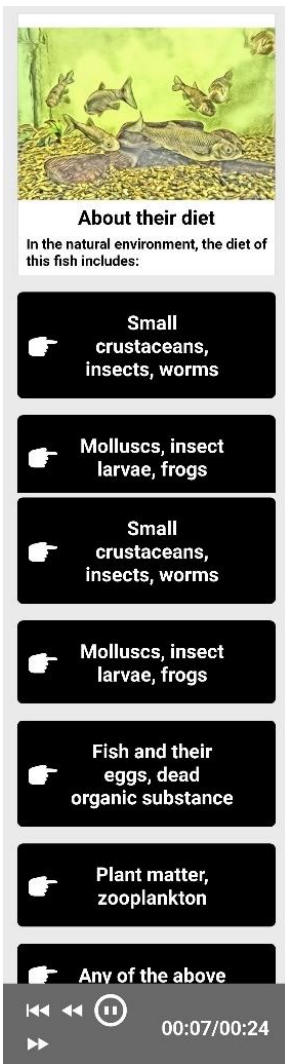 About their diet
In the natural environment, the diet of
this fish includes:
Small
crustaceans,
insects, worms
Molluscs, insect
larvae, frogs
Small
crustaceans,
insects, worms
Molluscs, insect
larvae, frogs
Fish and their
eggs, dead
organic substance
Plant matter,
zooplankton
Any of the above
00:07/00:24